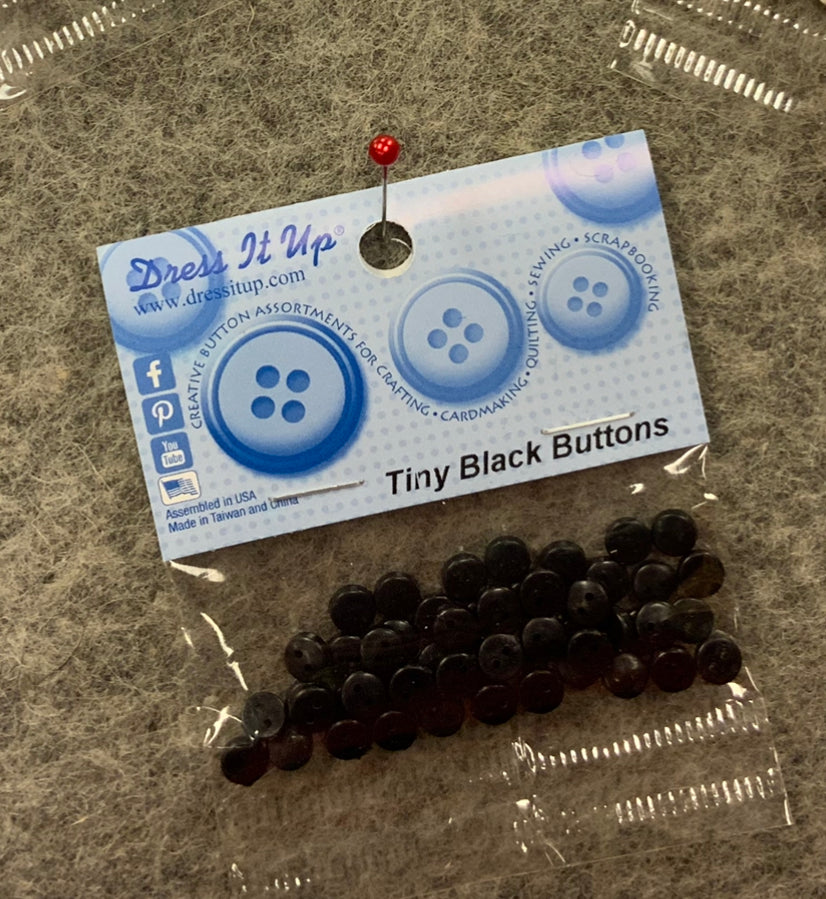 Dress It Up®
www.dressitup.com
CREATIVE BUTTON ASSORTMENTS FOR CRAFTING • CARDMAKING • QUILTING • SEWING • SCRAPBOOKING
f
P
You
Tube
Assembled in USA
Made in Taiwan and China
Tiny Black Buttons